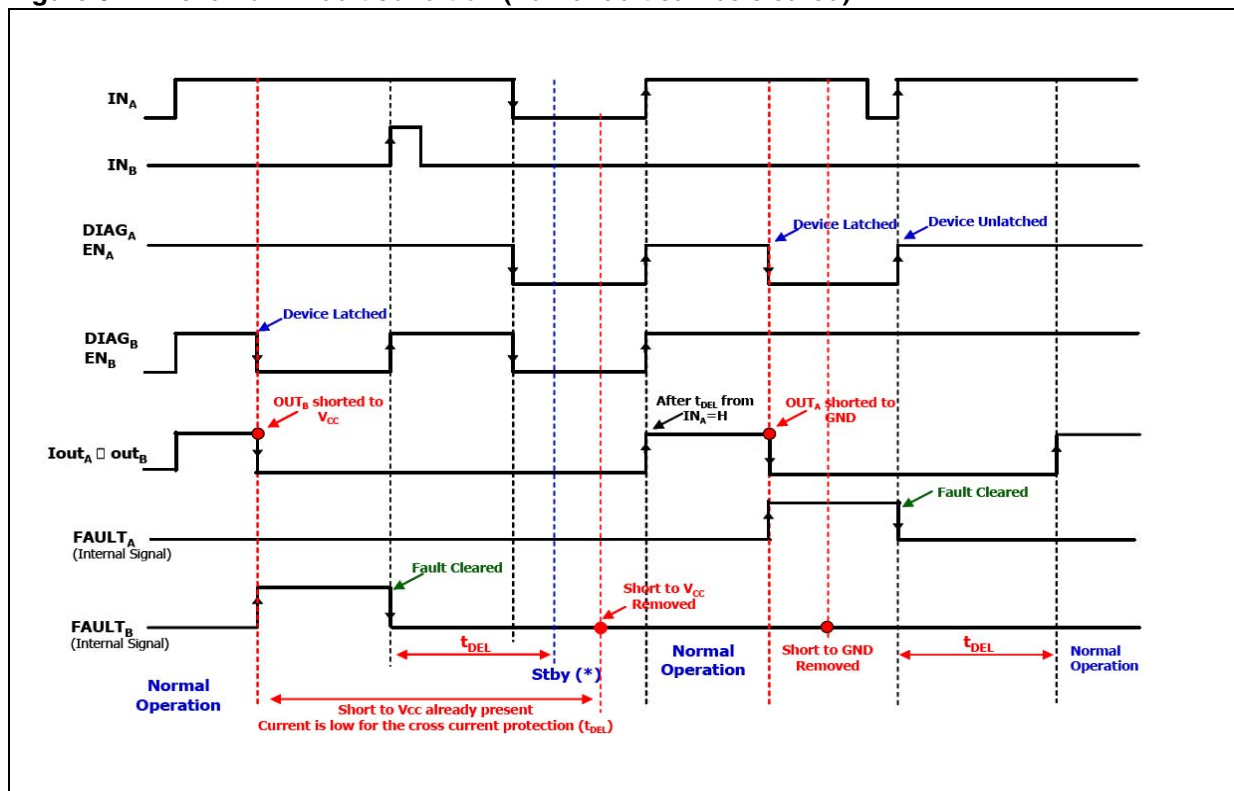 IN_A
IN_B
DIAG_A
EN_A
Device Latched
Device Unlatched
DIAG_B
EN_B
Device Latched
OUT_B shorted to
V_CC
After t_DEL from
IN_A=H
OUT_A shorted to
GND
Iout_A □ out_B
FAULT_A
(Internal Signal)
Fault Cleared
Fault Cleared
Short to V_CC
Removed
FAULT_B
(Internal Signal)
t_DEL
Stby (*)
Normal
Operation
Short to GND
Removed
t_DEL
Normal
Operation
Normal
Operation
Short to Vcc already present
Current is low for the cross current protection (t_DEL)